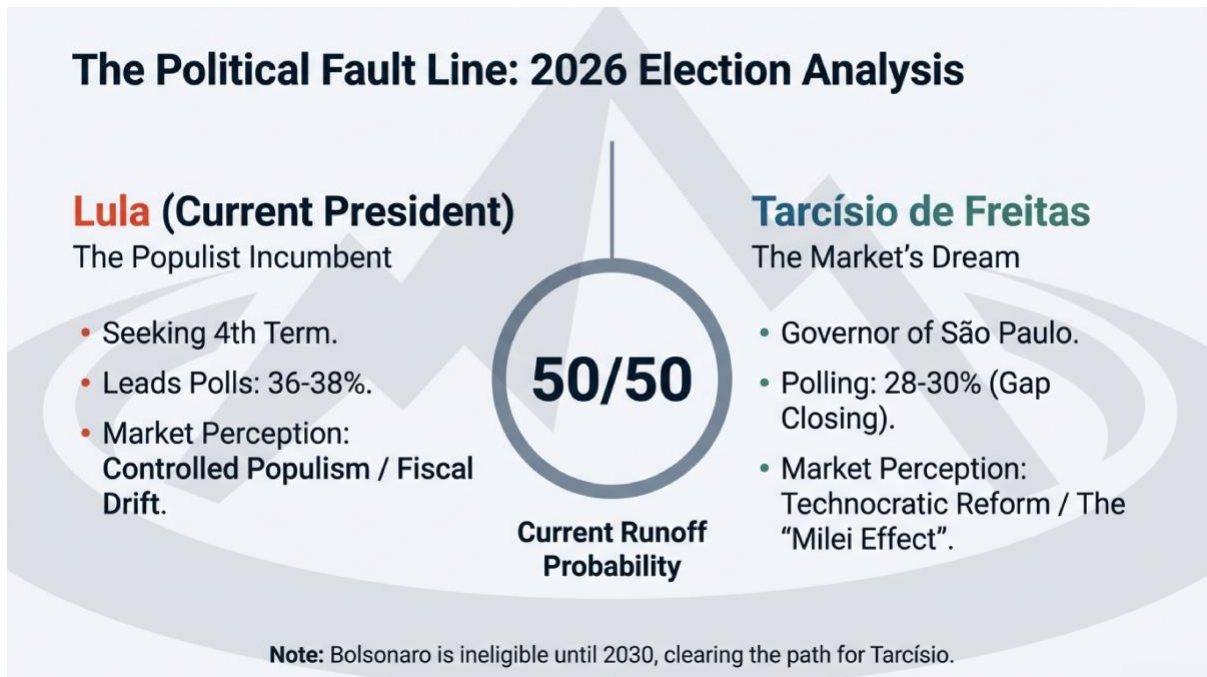 The Political Fault Line: 2026 Election Analysis
Lula (Current President)
The Populist Incumbent
• Seeking 4th Term.
• Leads Polls: 36-38%.
• Market Perception:
Controlled Populism / Fiscal
Drift.
50/50
Current Runoff
Probability
Tarcísio de Freitas
The Market’s Dream
• Governor of São Paulo.
• Polling: 28-30% (Gap
Closing).
• Market Perception:
Technocratic Reform / The
“Milei Effect”.
Note: Bolsonaro is ineligible until 2030, clearing the path for Tarcísio.